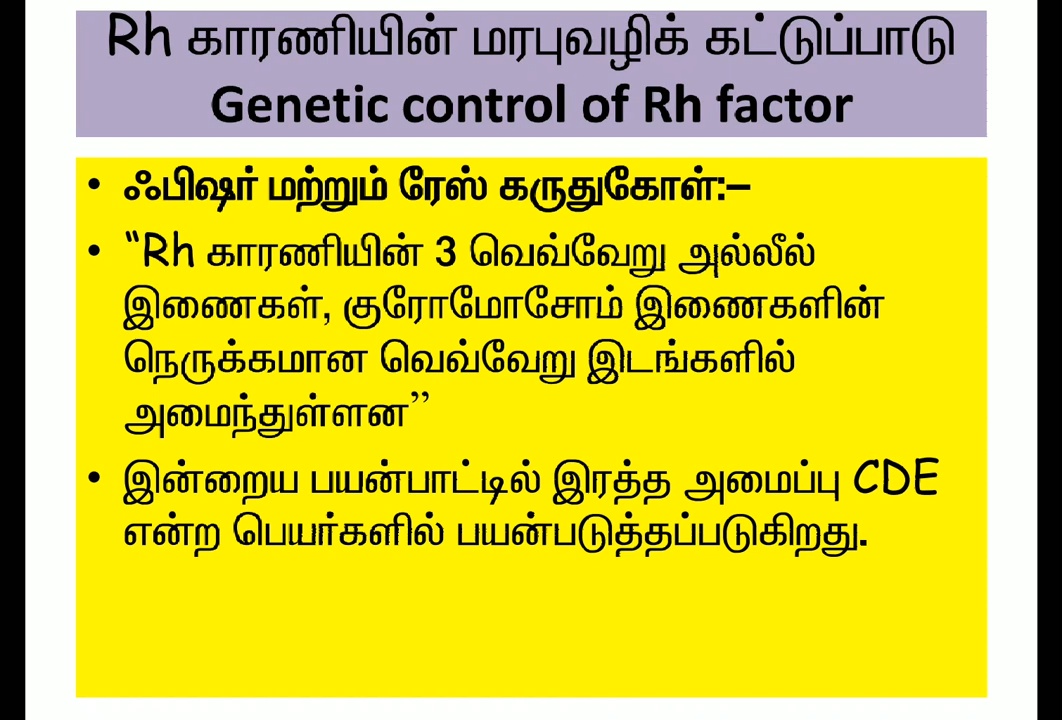 Rh காரணியின் மரபுவழிக் கட்டுப்பாடு
Genetic control of Rh factor
• ஃபிஷர் மற்றும் ரேஸ் கருதுகோள்:–
• “Rh காரணியின் 3 வெவ்வேறு அல்லீல்
இணைகள், குரோமோசோம் இணைகளின்
நெருக்கமான வெவ்வேறு இடங்களில்
அமைந்துள்ளன”
• இன்றைய பயன்பாட்டில் இரத்த அமைப்பு CDE
என்ற பெயர்களில் பயன்படுத்தப்படுகிறது.